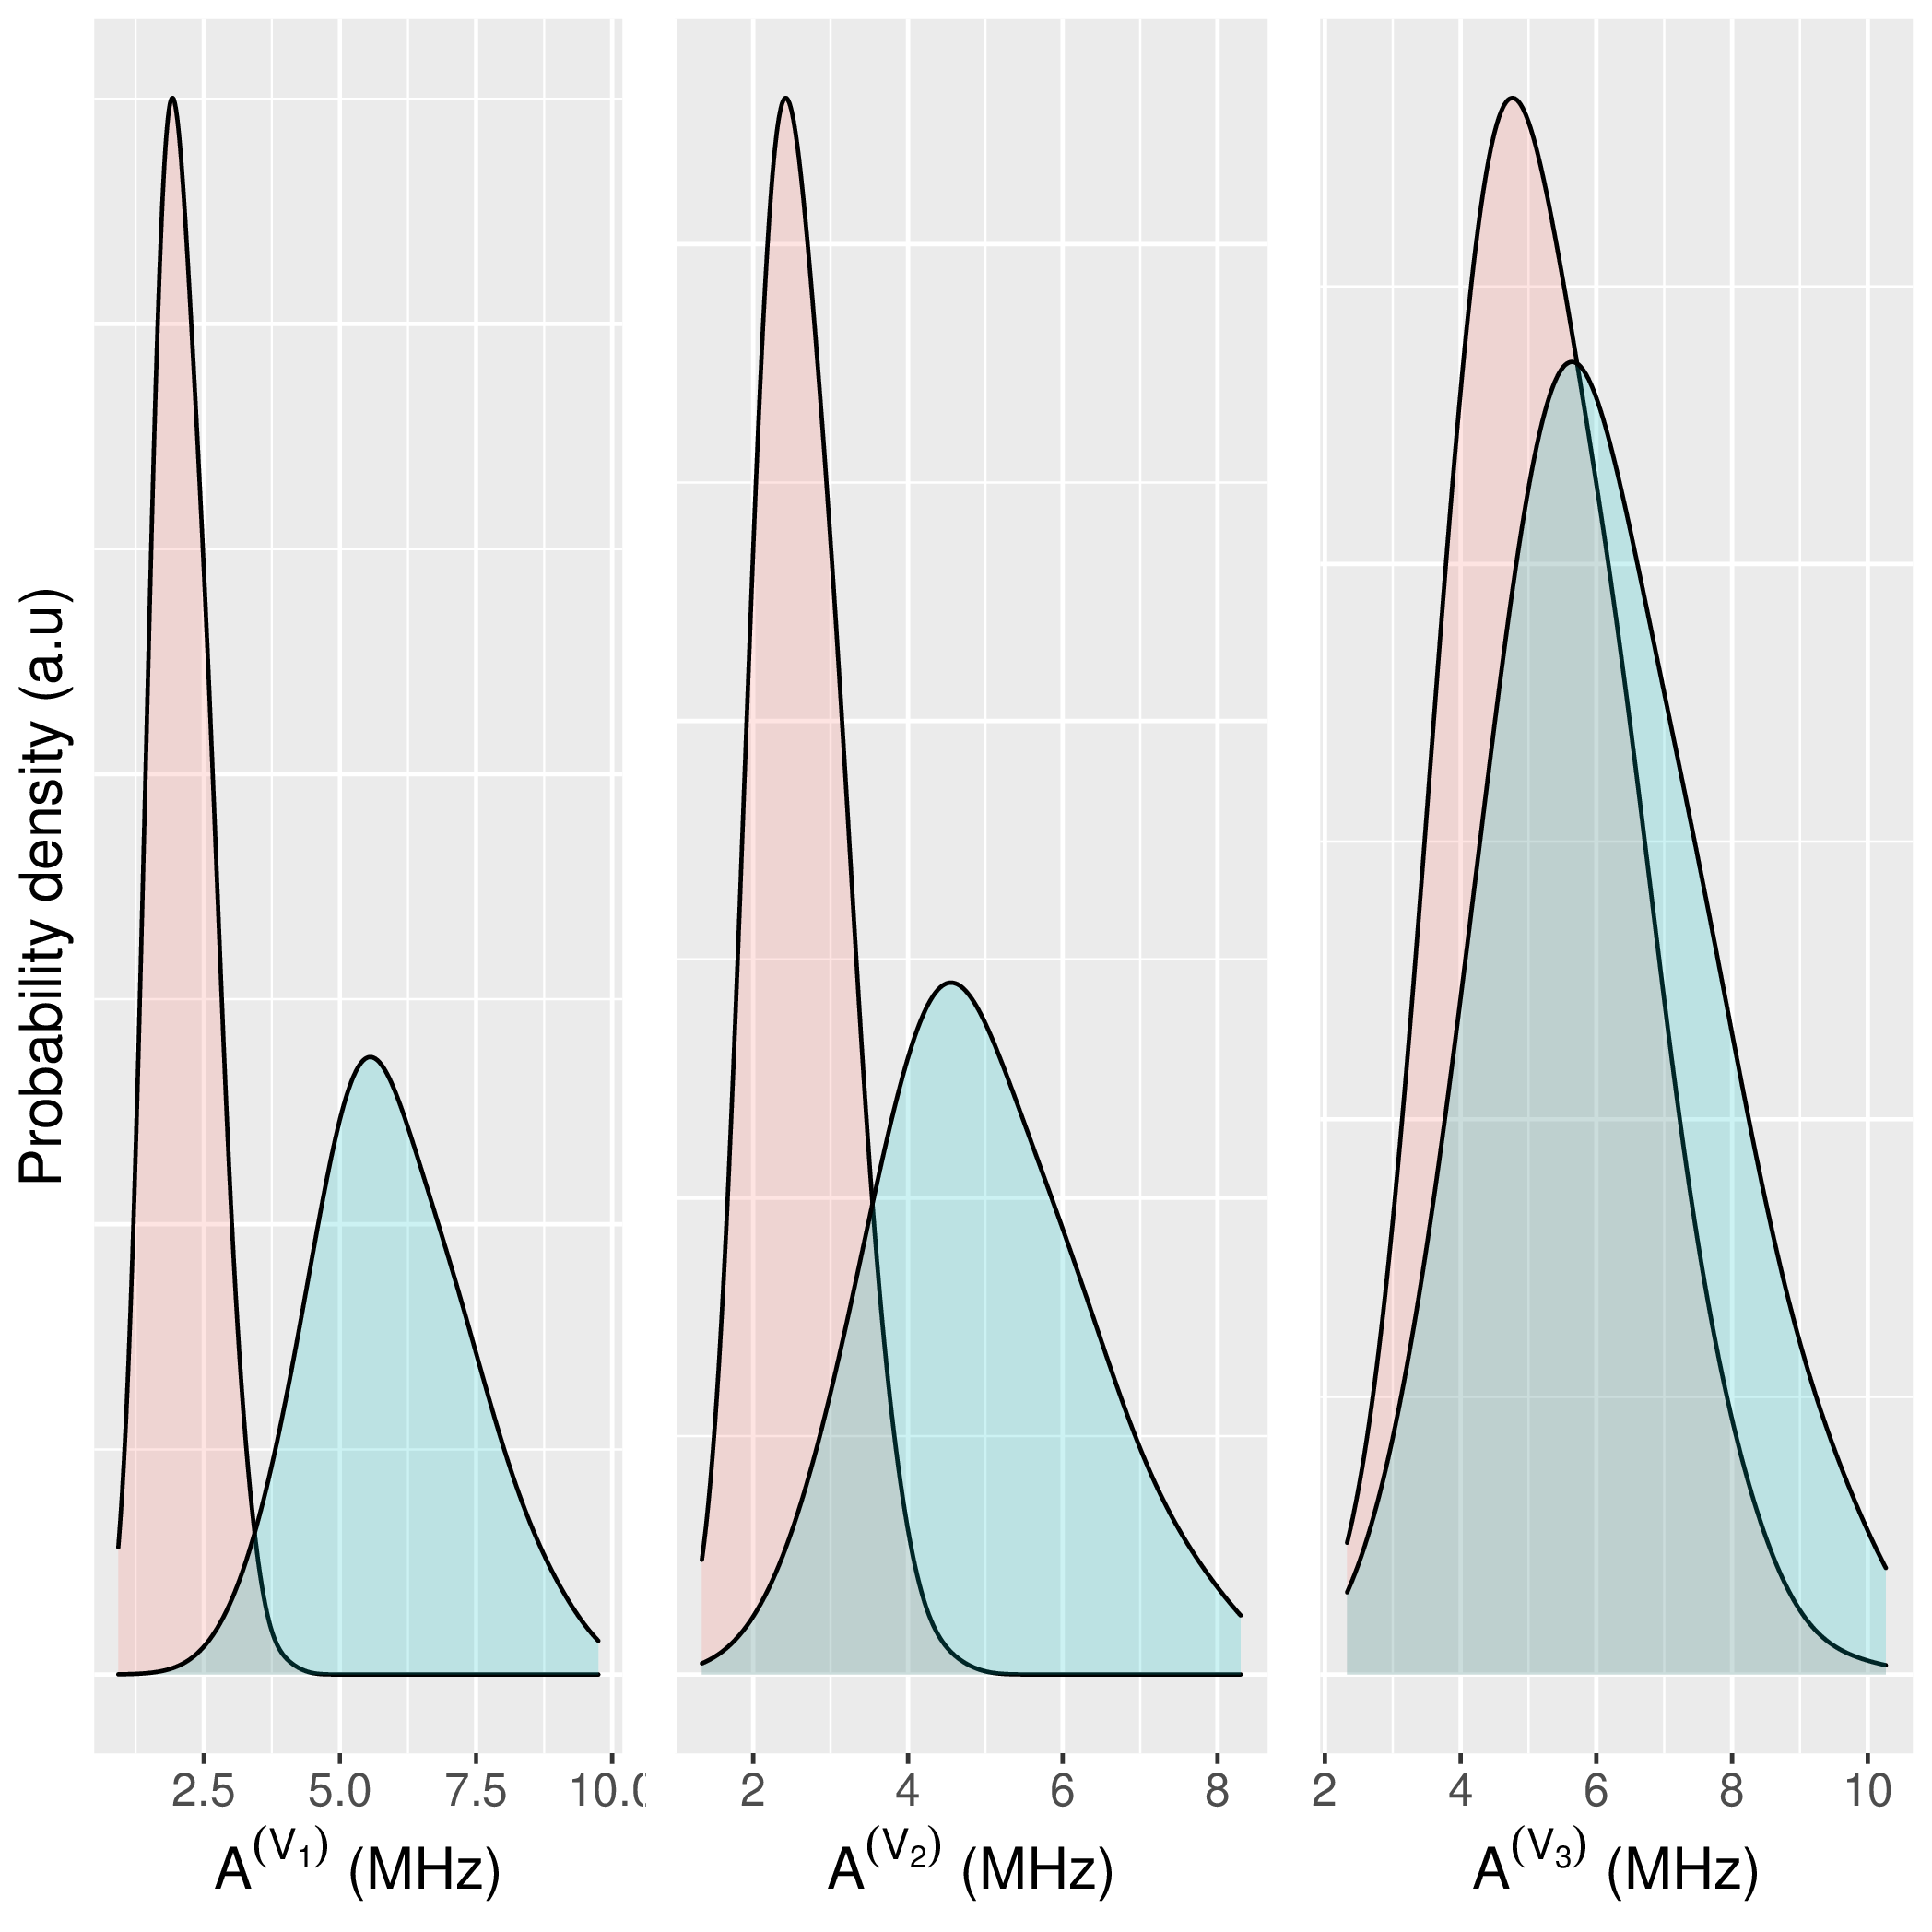 Probability density (a.u)
2.5 5.0 7.5 10.0
2 4 6 8
2 4 6 8 10
A(V1) (MHz)
A(V2) (MHz)
A(V3) (MHz)